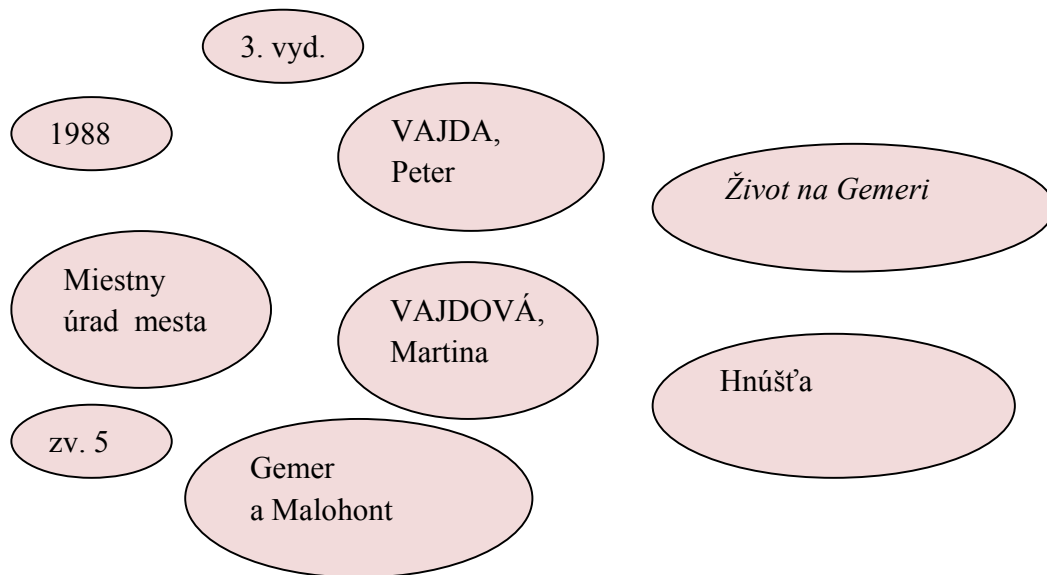 3. vyd.
1988
VAJDA,
Peter
Život na Gemeri
Miestny
úrad mesta
VAJDOVÁ,
Martina
Hnúšťa
zv. 5
Gemer
a Malohont